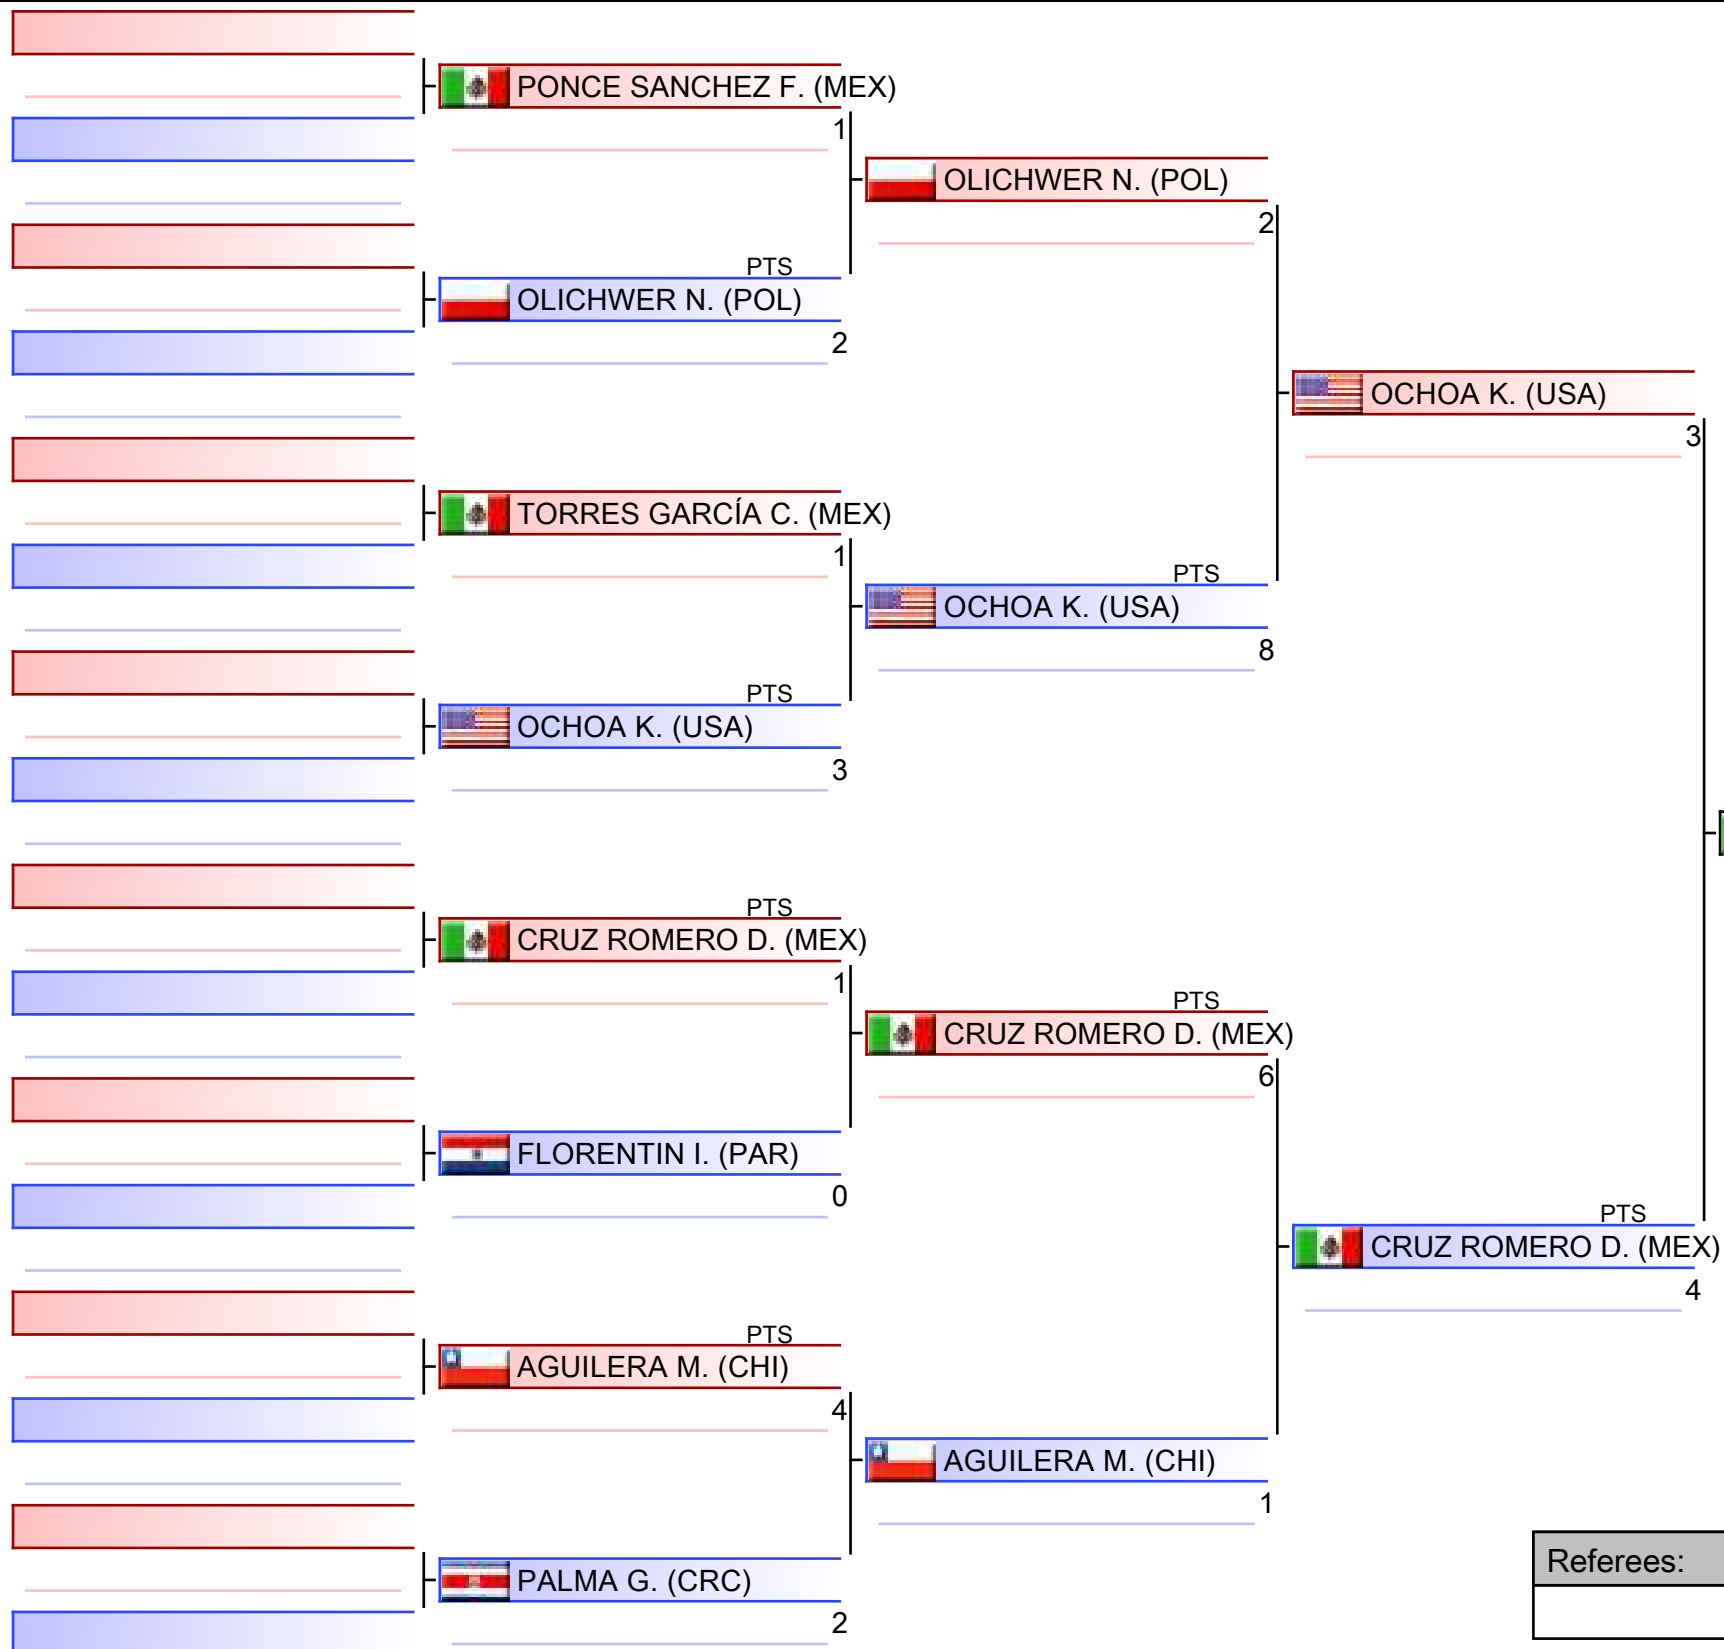 PONCE SANCHEZ F. (MEX)
1
OLICHWER N. (POL)
2
PTS
OLICHWER N. (POL)
2
OCHOA K. (USA)
3
TORRES GARCÍA C. (MEX)
1
PTS
OCHOA K. (USA)
8
PTS
OCHOA K. (USA)
3
PTS
CRUZ ROMERO D. (MEX)
1
PTS
CRUZ ROMERO D. (MEX)
6
FLORENTIN I. (PAR)
0
PTS
CRUZ ROMERO D. (MEX)
4
PTS
AGUILERA M. (CHI)
4
AGUILERA M. (CHI)
1
PALMA G. (CRC)
2
Referees: